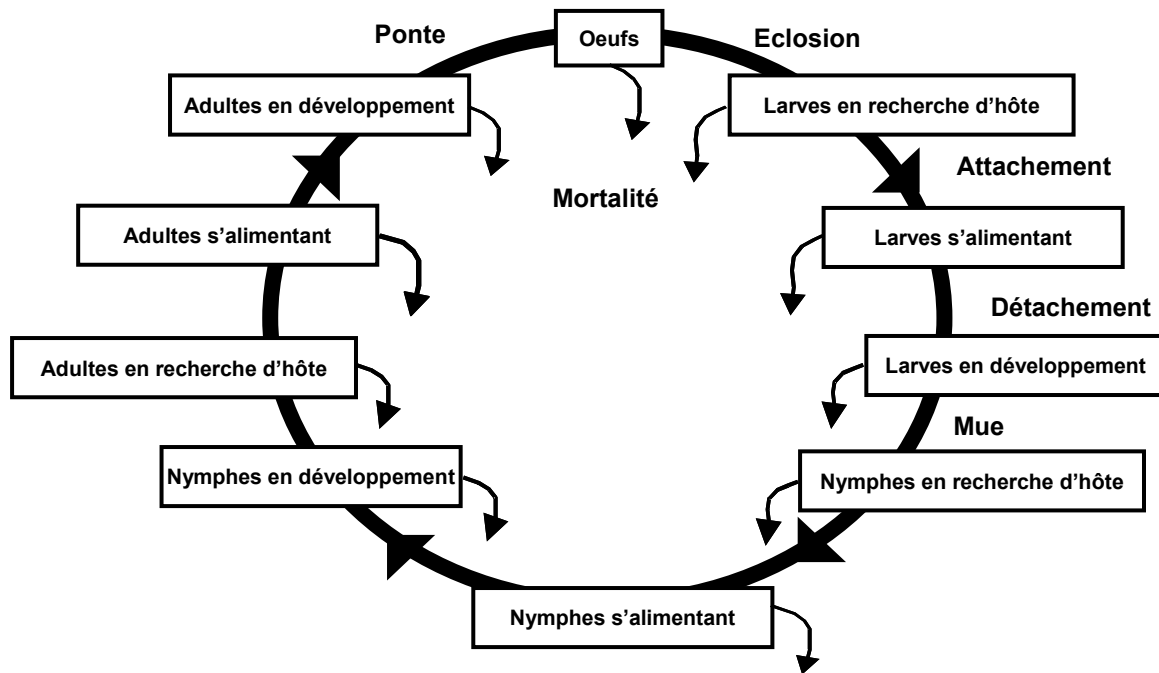 Ponte
Oeufs
Eclosion
Adultes en développement
Larves en recherche d'hôte
Attachement
Mortalité
Adultes s'alimentant
Larves s'alimentant
Détachement
Adultes en recherche d'hôte
Larves en développement
Mue
Nymphes en développement
Nymphes en recherche d'hôte
Nymphes s'alimentant